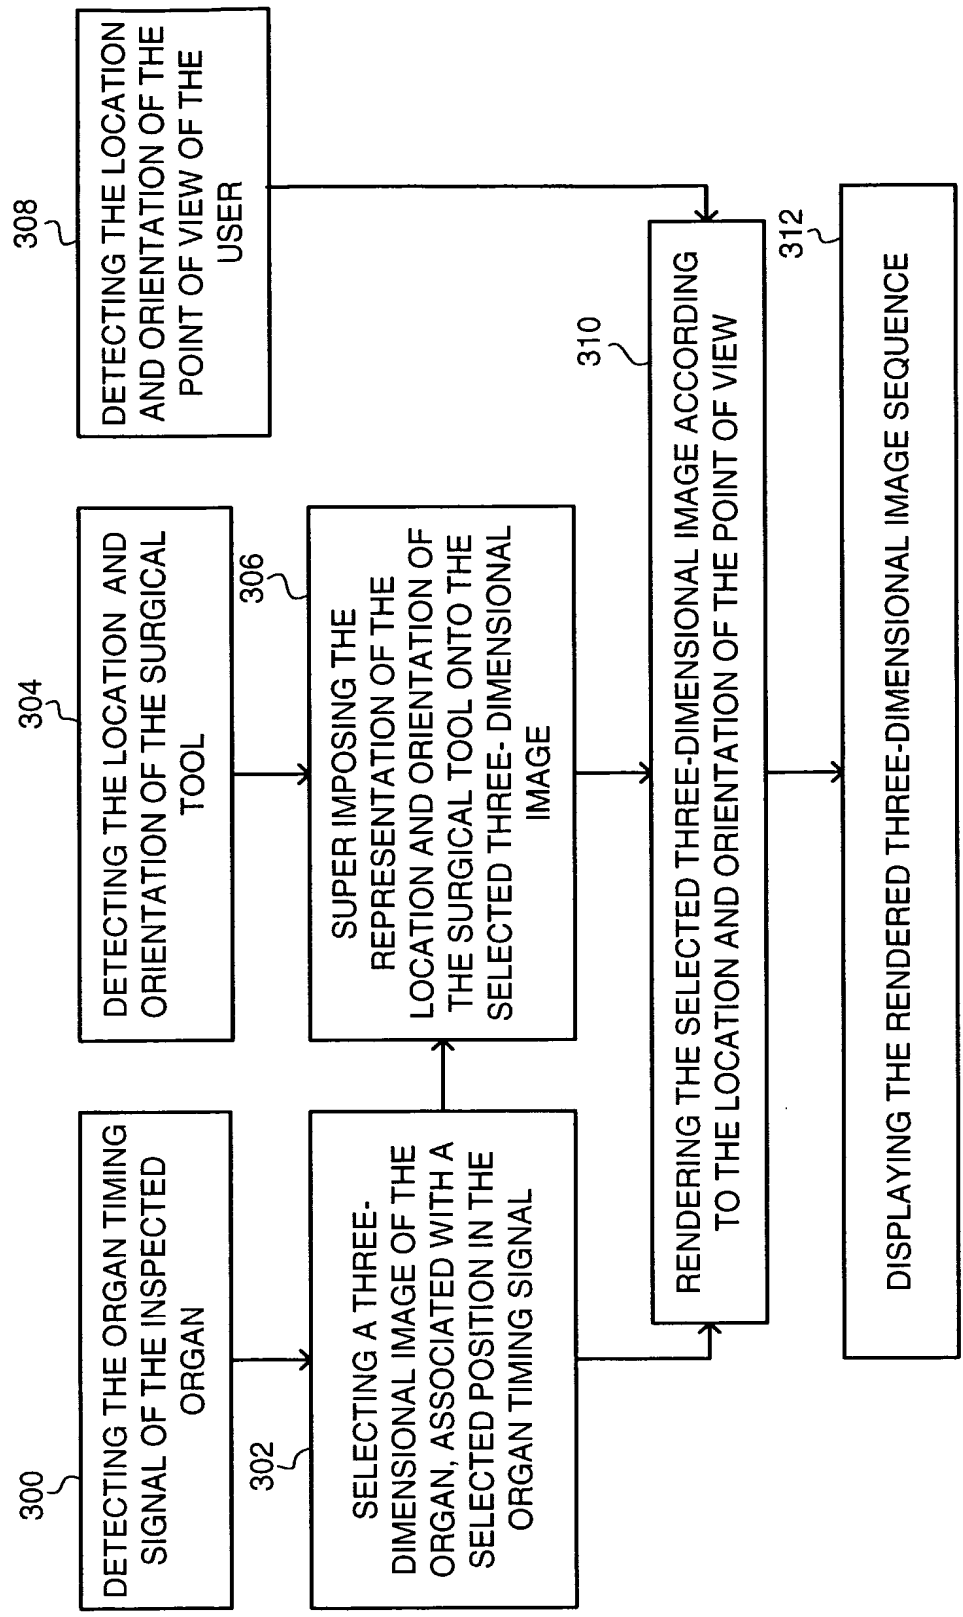 300
DETECTING THE ORGAN TIMING
SIGNAL OF THE INSPECTED
ORGAN
304
DETECTING THE LOCATION AND
ORIENTATION OF THE SURGICAL
TOOL
308
DETECTING THE LOCATION
AND ORIENTATION OF THE
POINT OF VIEW OF THE
USER
302
SELECTING A THREE-
DIMENSIONAL IMAGE OF THE
ORGAN, ASSOCIATED WITH A
SELECTED POSITION IN THE
ORGAN TIMING SIGNAL
306
SUPER IMPOSING THE
REPRESENTATION OF THE
LOCATION AND ORIENTATION OF
THE SURGICAL TOOL ONTO THE
SELECTED THREE- DIMENSIONAL
IMAGE
310
RENDERING THE SELECTED THREE-DIMENSIONAL IMAGE ACCORDING
TO THE LOCATION AND ORIENTATION OF THE POINT OF VIEW
312
DISPLAYING THE RENDERED THREE-DIMENSIONAL IMAGE SEQUENCE